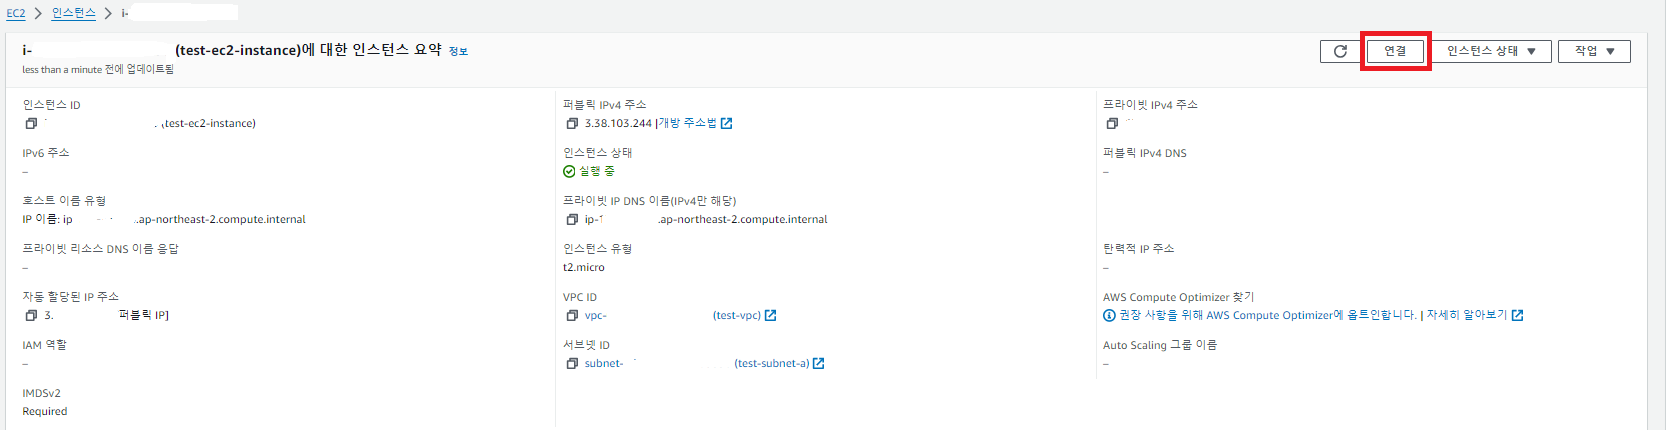 EC2 > 인스턴스 > i-
i- (test-ec2-instance)에 대한 인스턴스 요약 정보
less than a minute 전에 업데이트됨
연결
인스턴스 상태 ▼
작업 ▼
인스턴스 ID
(test-ec2-instance)
퍼블릭 IPv4 주소
3.38.103.244 |개방 주소법
프라이빗 IPv4 주소
IPv6 주소
–
인스턴스 상태
실행 중
퍼블릭 IPv4 DNS
–
호스트 이름 유형
IP 이름: ip .ap-northeast-2.compute.internal
프라이빗 IP DNS 이름(IPv4만 해당)
ip-1 .ap-northeast-2.compute.internal
프라이빗 리소스 DNS 이름 응답
–
인스턴스 유형
t2.micro
탄력적 IP 주소
–
자동 할당된 IP 주소
3. 퍼블릭 IP]
VPC ID
vpc- (test-vpc)
AWS Compute Optimizer 찾기
권장 사항을 위해 AWS Compute Optimizer에 옵트인합니다. | 자세히 알아보기
IAM 역할
–
서브넷 ID
subnet- (test-subnet-a)
Auto Scaling 그룹 이름
–
IMDSv2
Required